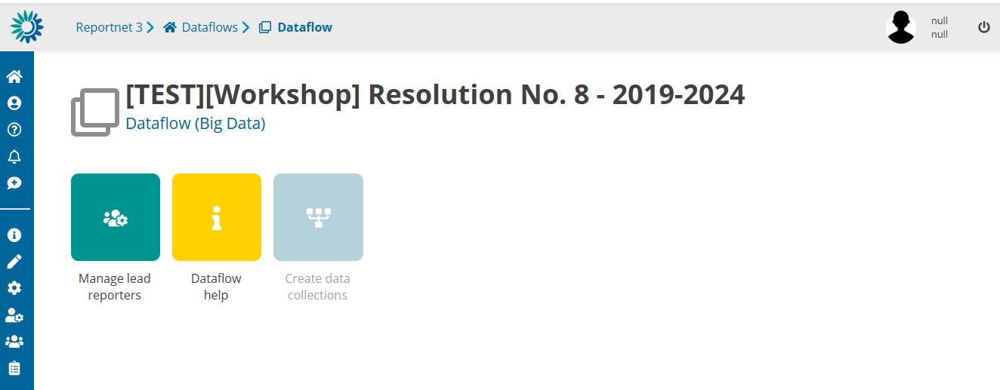 Reportnet 3 Dataflows Dataflow
null
null
[TEST][Workshop] Resolution No. 8 - 2019-2024
Dataflow (Big Data)
Manage lead
reporters
Dataflow
help
Create data
collections